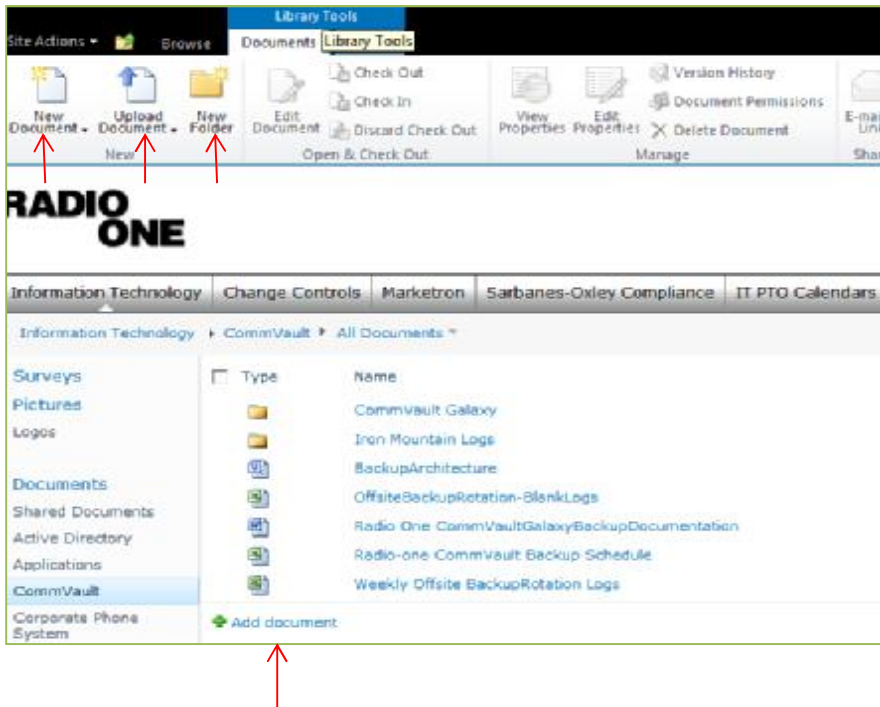 Library Tools
Site Actions Browse Documents Library Tools
New Document Upload Document New Folder Edit Document Check Out Check In Discard Check Out View Properties Edit Properties Version History Document Permissions Delete Document E-mai Lin
New Open & Check Out Manage Shar
RADIO
ONE
Information Technology Change Controls Marketron Sarbanes-Oxley Compliance IT PTO Calendars
Information Technology CommVault All Documents
Surveys
Pictures
Logos
Documents
Shared Documents
Active Directory
Applications
CommVault
Corporate Phone
System
Type Name
CommVault Galaxy
Iron Mountain Logs
BackupArchitecture
OffsiteBackupRotation-BlankLogs
Radio One CommVaultGalaxyBackupDocumentation
Radio-one CommVault Backup Schedule
Weekly Offsite BackupRotation Logs
Add document